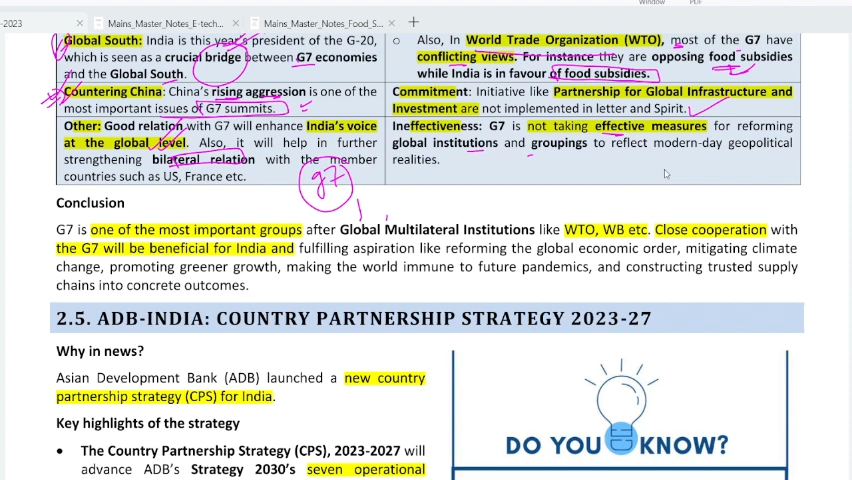 Window PDF
-2023 × Mains_Master_Notes_E-tech... × Mains_Master_Notes_Food_S... ×
Global South: India is this year's president of the G-20,
which is seen as a crucial bridge between G7 economies
and the Global South.
Countering China: China's rising aggression is one of the
most important issues of G7 summits.
Other: Good relation with G7 will enhance India's voice
at the global level. Also, it will help in further
strengthening bilateral relation with the member
countries such as US, France etc.
g7
o Also, In World Trade Organization (WTO), most of the G7 have
conflicting views. For instance they are opposing food subsidies
while India is in favour of food subsidies.
Commitment: Initiative like Partnership for Global Infrastructure and
Investment are not implemented in letter and Spirit.
Ineffectiveness: G7 is not taking effective measures for reforming
global institutions and groupings to reflect modern-day geopolitical
realities.
Conclusion
G7 is one of the most important groups after Global Multilateral Institutions like WTO, WB etc. Close cooperation with
the G7 will be beneficial for India and fulfilling aspiration like reforming the global economic order, mitigating climate
change, promoting greener growth, making the world immune to future pandemics, and constructing trusted supply
chains into concrete outcomes.
2.5. ADB-INDIA: COUNTRY PARTNERSHIP STRATEGY 2023-27
Why in news?
Asian Development Bank (ADB) launched a new country
partnership strategy (CPS) for India.
Key highlights of the strategy
• The Country Partnership Strategy (CPS), 2023-2027 will
advance ADB's Strategy 2030's seven operational
DO YOU KNOW?